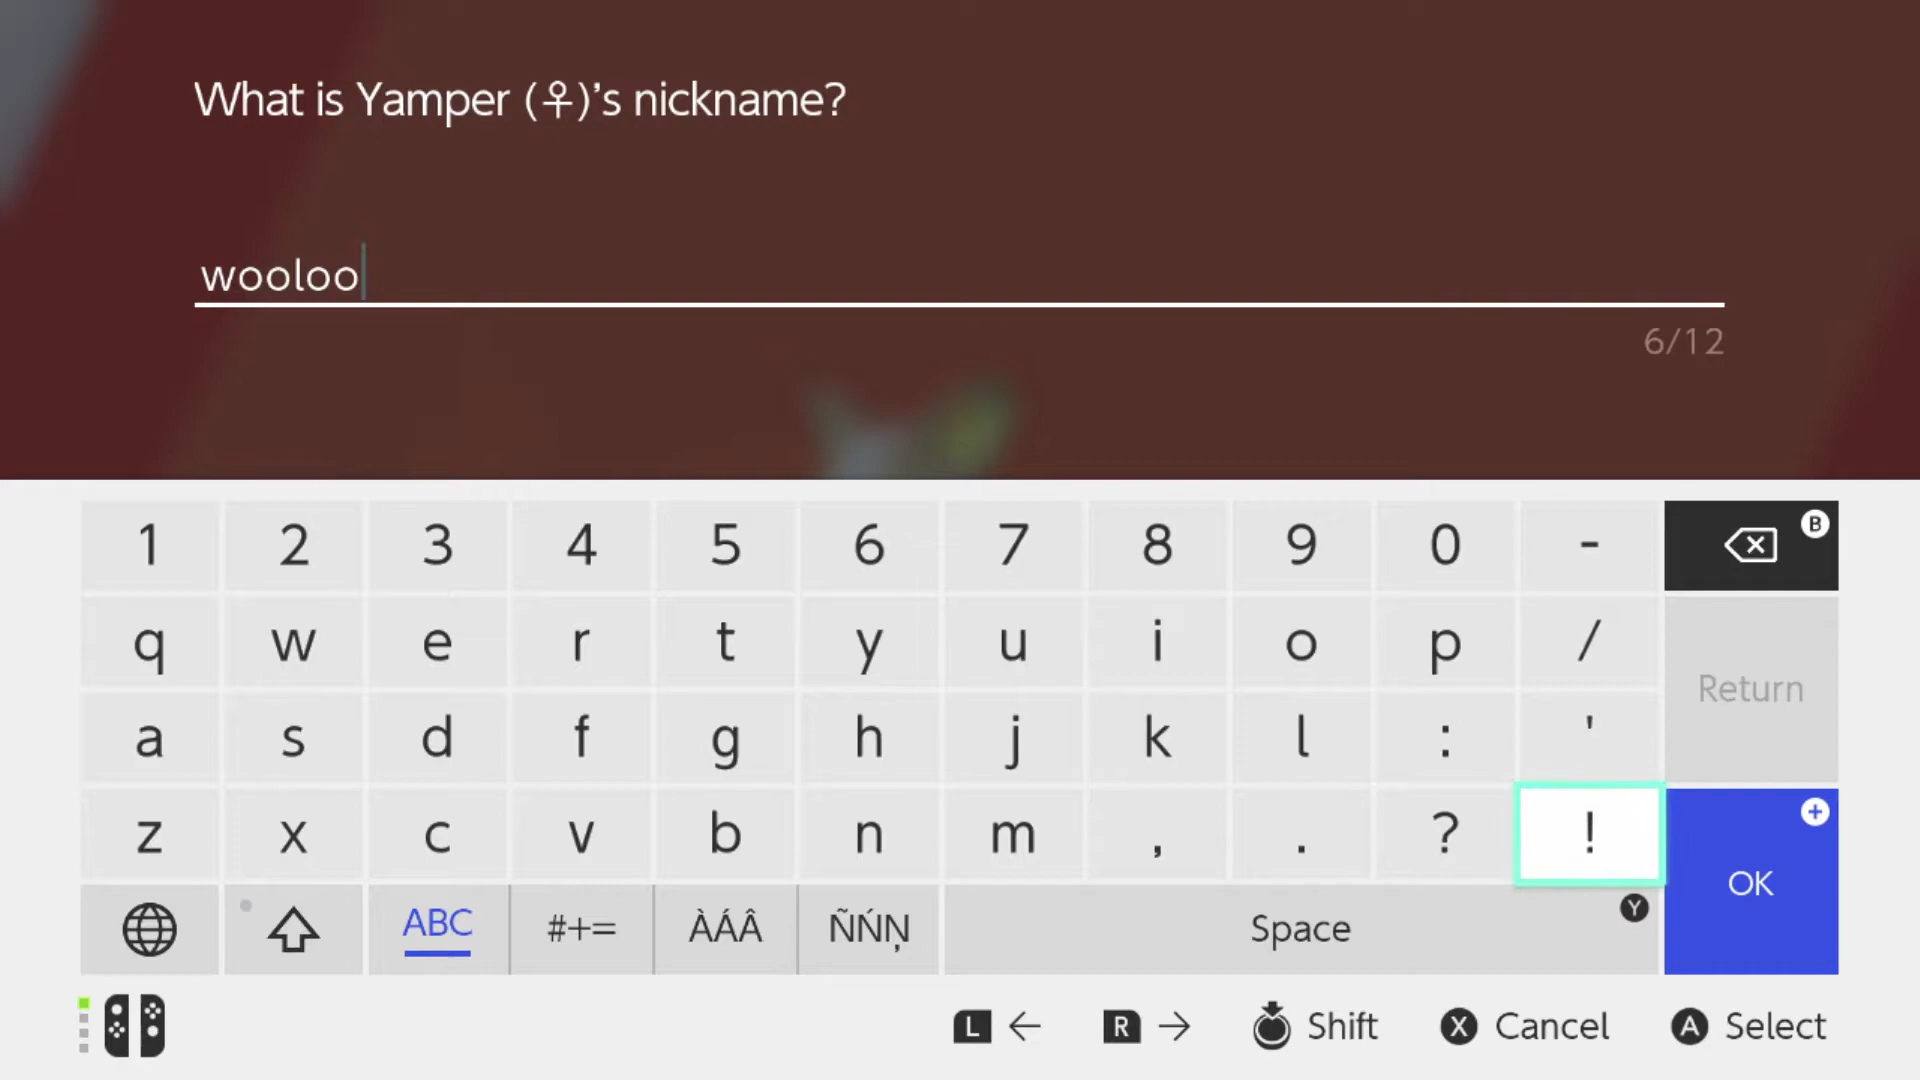 What is Yamper (♀)'s nickname?
wooloo
6/12
1 2 3 4 5 6 7 8 9 0 - B
q w e r t y u i o p /
Return
a s d f g h j k l : '
z x c v b n m , . ? ! +
OK
ABC #+= ÀÁÂ ÑŃŅ Space Y
L ← R → Shift X Cancel A Select